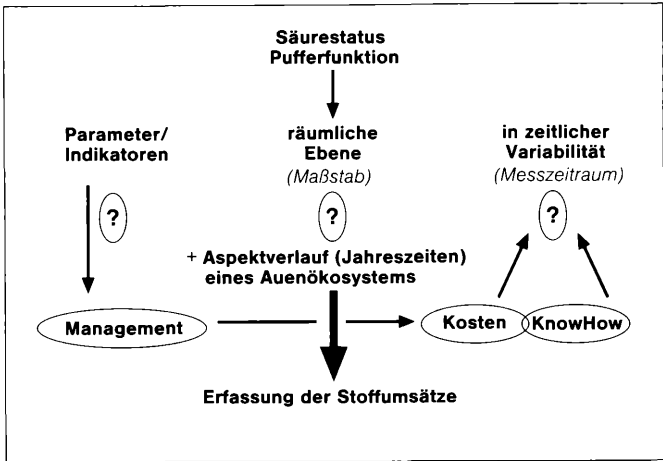 Säurestatus
Pufferfunktion
Parameter/
Indikatoren
räumliche
Ebene
(Maßstab)
in zeitlicher
Variabilität
(Messzeitraum)
?
?
?
+ Aspektverlauf (Jahreszeiten)
eines Auenökosystems
Management
Kosten
KnowHow
Erfassung der Stoffumsätze